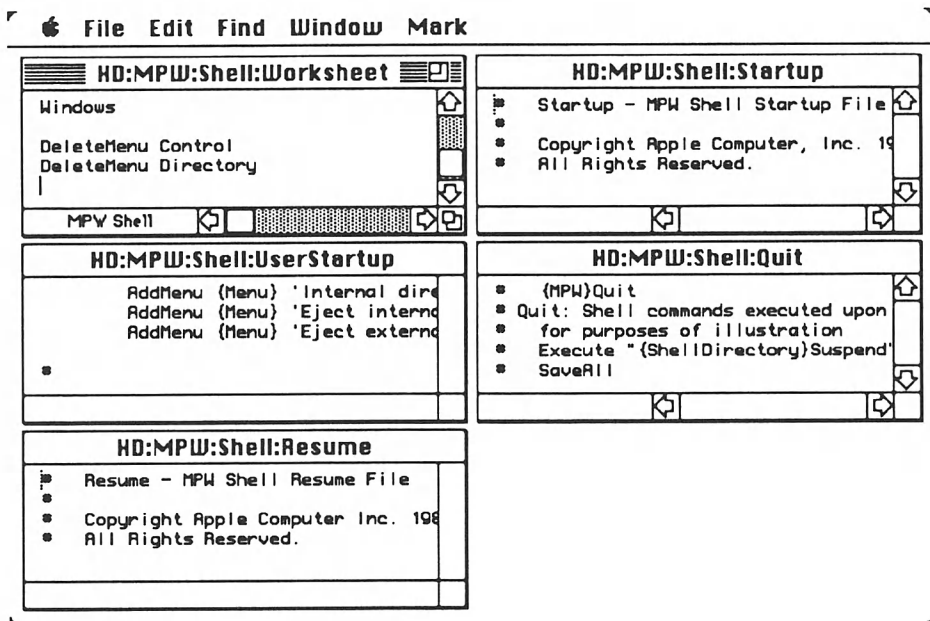 File Edit Find Window Mark
HD:MPW:Shell:Worksheet
Windows
DeleteMenu Control
DeleteMenu Directory
MPW Shell
HD:MPW:Shell:Startup
# Startup - MPW Shell Startup File
#
# Copyright Apple Computer, Inc. 19
# All Rights Reserved.
HD:MPW:Shell:UserStartup
AddMenu {Menu} 'Internal dire
AddMenu {Menu} 'Eject interno
AddMenu {Menu} 'Eject externo
#
HD:MPW:Shell:Quit
# {MPW}Quit
# Quit: Shell commands executed upon
# for purposes of illustration
# Execute "{ShellDirectory}Suspend"
# SaveAll
HD:MPW:Shell:Resume
# Resume - MPW Shell Resume File
#
# Copyright Apple Computer Inc. 198
# All Rights Reserved.